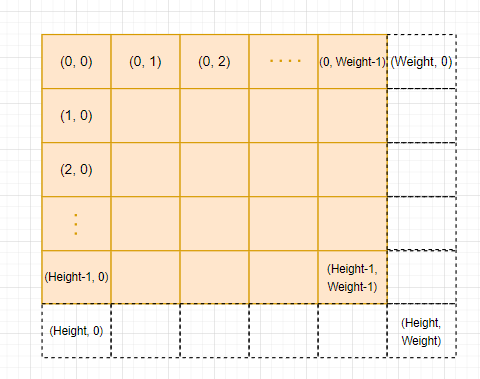 (0, 0) (0, 1) (0, 2) .... (0, Weight-1) (Weight, 0)
(1, 0)
(2, 0)
⋮
(Height-1, 0)
(Height-1,
Weight-1)
(Height, 0)
(Height,
Weight)